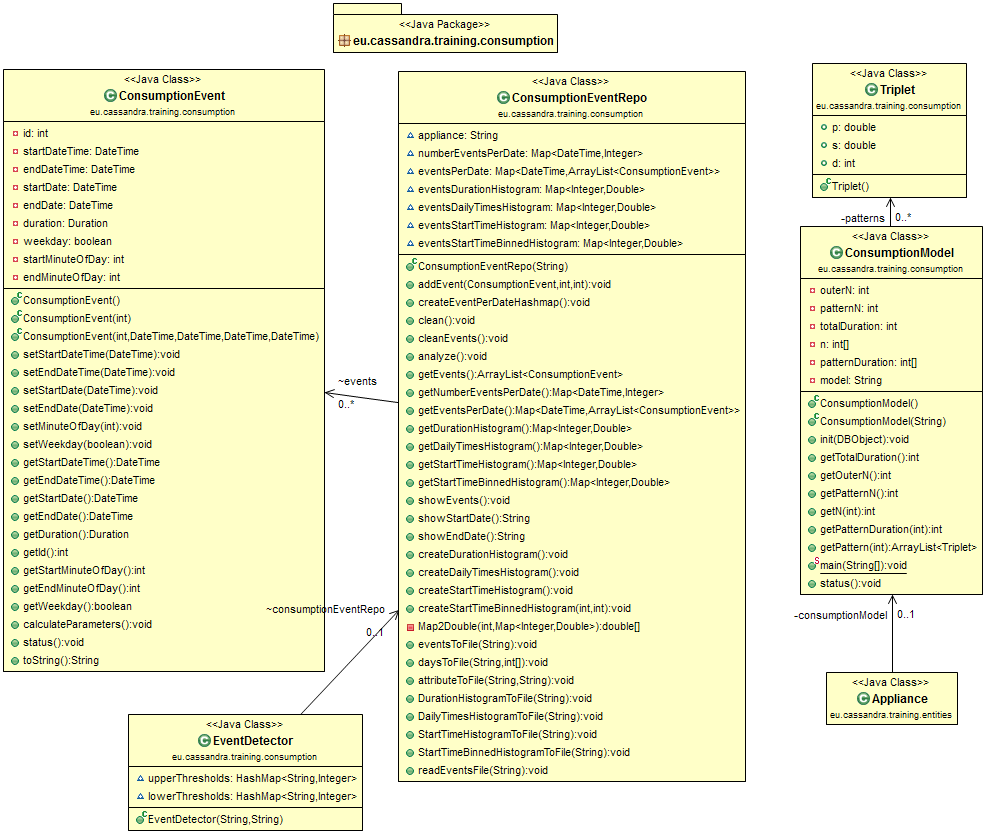 <<Java Package>>
eu.cassandra.training.consumption
<<Java Class>>
ConsumptionEvent
eu.cassandra.training.consumption
id: int
startDateTime: DateTime
endDateTime: DateTime
startDate: DateTime
endDate: DateTime
duration: Duration
weekday: boolean
startMinuteOfDay: int
endMinuteOfDay: int
ConsumptionEvent()
ConsumptionEvent(int)
ConsumptionEvent(int,DateTime,DateTime,DateTime,DateTime)
setStartDateTime(DateTime):void
setEndDateTime(DateTime):void
setStartDate(DateTime):void
setEndDate(DateTime):void
setMinuteOfDay(int):void
setWeekday(boolean):void
getStartDateTime():DateTime
getEndDateTime():DateTime
getStartDate():DateTime
getEndDate():DateTime
getDuration():Duration
getId():int
getStartMinuteOfDay():int
getEndMinuteOfDay():int
getWeekday():boolean
calculateParameters():void
status():void
toString():String
~events
0..*
<<Java Class>>
ConsumptionEventRepo
eu.cassandra.training.consumption
appliance: String
numberEventsPerDate: Map<DateTime,Integer>
eventsPerDate: Map<DateTime,ArrayList<ConsumptionEvent>>
eventsDurationHistogram: Map<Integer,Double>
eventsDailyTimesHistogram: Map<Integer,Double>
eventsStartTimeHistogram: Map<Integer,Double>
eventsStartTimeBinnedHistogram: Map<Integer,Double>
ConsumptionEventRepo(String)
addEvent(ConsumptionEvent,int,int):void
createEventPerDateHashmap():void
clean():void
cleanEvents():void
analyze():void
getEvents():ArrayList<ConsumptionEvent>
getNumberEventsPerDate():Map<DateTime,Integer>
getEventsPerDate():Map<DateTime,ArrayList<ConsumptionEvent>>
getDurationHistogram():Map<Integer,Double>
getDailyTimesHistogram():Map<Integer,Double>
getStartTimeHistogram():Map<Integer,Double>
getStartTimeBinnedHistogram():Map<Integer,Double>
showEvents():void
showStartDate():String
showEndDate():String
createDurationHistogram():void
createDailyTimesHistogram():void
createStartTimeHistogram():void
createStartTimeBinnedHistogram(int,int):void
Map2Double(int,Map<Integer,Double>):double[]
eventsToFile(String):void
daysToFile(String,int[]):void
attributeToFile(String,String):void
DurationHistogramToFile(String):void
DailyTimesHistogramToFile(String):void
StartTimeHistogramToFile(String):void
StartTimeBinnedHistogramToFile(String):void
readEventsFile(String):void
~consumptionEventRepo
0..1
<<Java Class>>
EventDetector
eu.cassandra.training.consumption
upperThresholds: HashMap<String,Integer>
lowerThresholds: HashMap<String,Integer>
EventDetector(String,String)
<<Java Class>>
Triplet
eu.cassandra.training.consumption
p: double
s: double
d: int
Triplet()
-patterns
0..*
<<Java Class>>
ConsumptionModel
eu.cassandra.training.consumption
outerN: int
patternN: int
totalDuration: int
n: int[]
patternDuration: int[]
model: String
ConsumptionModel()
ConsumptionModel(String)
init(DBObject):void
getTotalDuration():int
getOuterN():int
getPatternN():int
getN(int):int
getPatternDuration(int):int
getPattern(int):ArrayList<Triplet>
main(String[]):void
status():void
-consumptionModel
0..1
<<Java Class>>
Appliance
eu.cassandra.training.entities